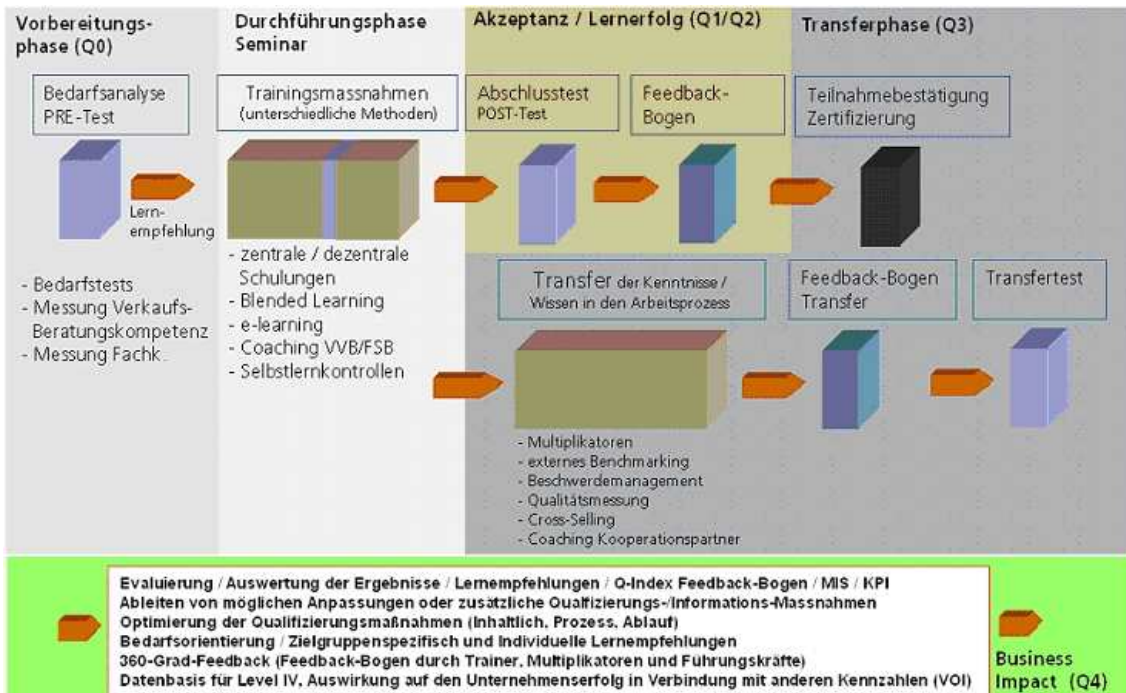 Vorbereitungs-
phase (Q0)
Durchführungsphase
Seminar
Akzeptanz / Lernerfolg (Q1/Q2)
Transferphase (Q3)
Bedarfsanalyse
PRE-Test
Trainingsmassnahmen
(unterschiedliche Methoden)
Abschlusstest
POST-Test
Feedback-
Bogen
Teilnahmebestätigung
Zertifizierung
Lern-
empfehlung
- Bedarfstests
- Messung Verkaufs-
Beratungskompetenz
- Messung Fachk.
- zentrale / dezentrale
Schulungen
- Blended Learning
- e-learning
- Coaching VVB/FSB
- Selbstlernkontrollen
Transfer der Kenntnisse /
Wissen in den Arbeitsprozess
Feedback-Bogen
Transfer
Transfertest
- Multiplikatoren
- externes Benchmarking
- Beschwerdemanagement
- Qualitätsmessung
- Cross-Selling
- Coaching Kooperationspartner
Evaluierung / Auswertung der Ergebnisse / Lernempfehlungen / Q-Index Feedback-Bogen / MIS / KPI
Ableiten von möglichen Anpassungen oder zusätzliche Qualfizierungs-/Informations-Massnahmen
Optimierung der Qualifizierungsmaßnahmen (Inhaltlich, Prozess, Ablauf)
Bedarfsorientierung / Zielgruppenspezifisch und Individuelle Lernempfehlungen
360-Grad-Feedback (Feedback-Bogen durch Trainer, Multiplikatoren und Führungskräfte)
Datenbasis für Level IV, Auswirkung auf den Unternehmenserfolg in Verbindung mit anderen Kennzahlen (VOI)
Business
Impact (Q4)